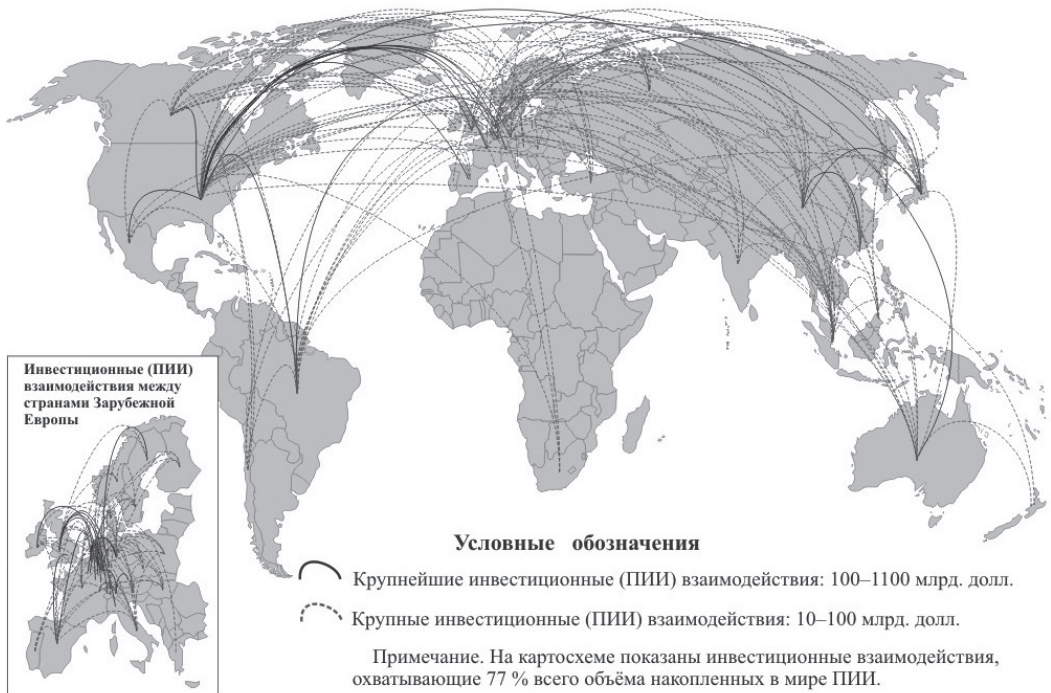 Инвестиционные (ПИИ)
взаимодействия между
странами Зарубежной
Европы
Условные обозначения
Крупнейшие инвестиционные (ПИИ) взаимодействия: 100–1100 млрд. долл.
Крупные инвестиционные (ПИИ) взаимодействия: 10–100 млрд. долл.
Примечание. На картосхеме показаны инвестиционные взаимодействия,
охватывающие 77 % всего объёма накопленных в мире ПИИ.